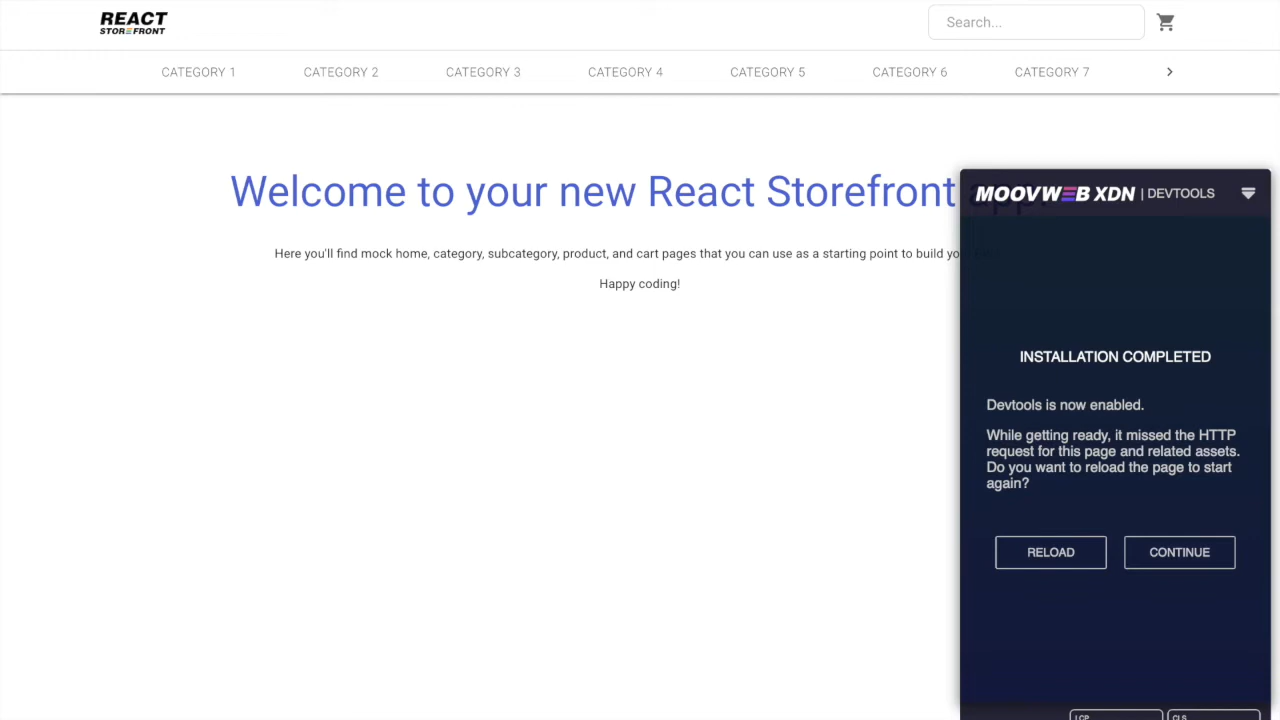 REACT
STOREFRONT
Search...
CATEGORY 1
CATEGORY 2
CATEGORY 3
CATEGORY 4
CATEGORY 5
CATEGORY 6
CATEGORY 7
Welcome to your new React Storefront app!
Here you'll find mock home, category, subcategory, product, and cart pages that you can use as a starting point to build
Happy coding!
MOOVWEB XDN | DEVTOOLS
INSTALLATION COMPLETED
Devtools is now enabled.
While getting ready, it missed the HTTP
request for this page and related assets.
Do you want to reload the page to start
again?
RELOAD
CONTINUE
LCP
CLS